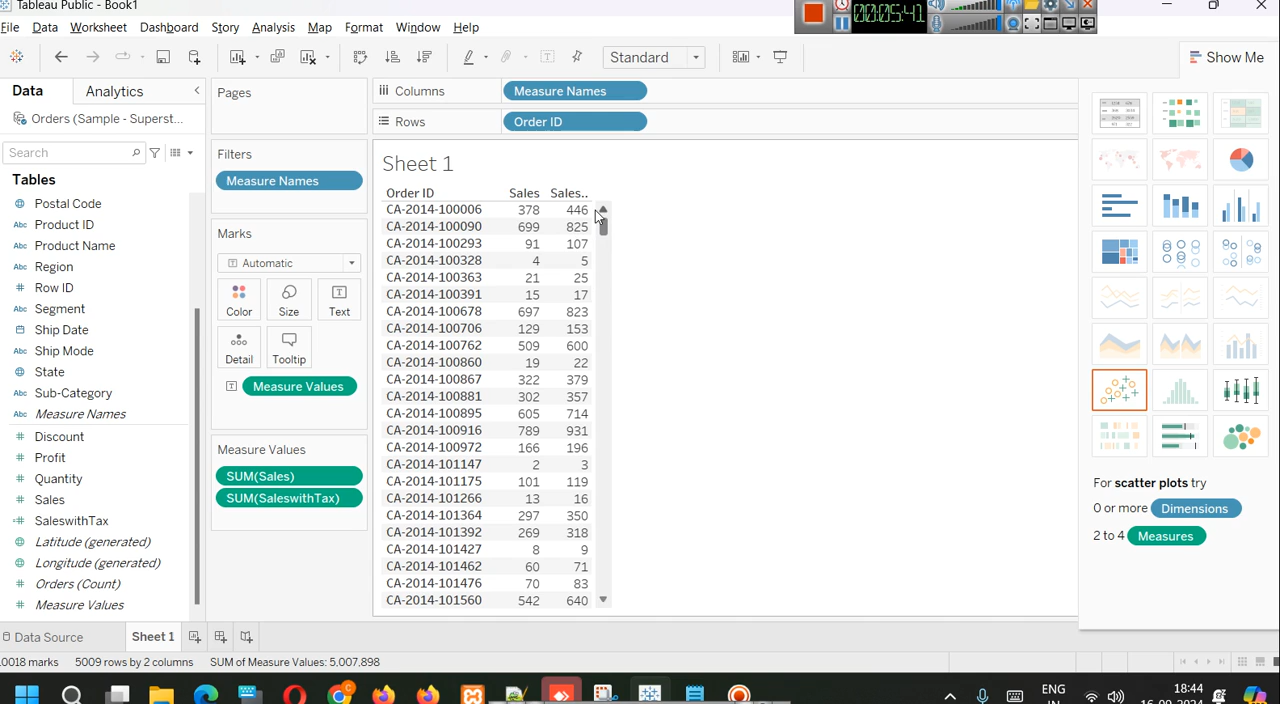 Tableau Public - Book1
00:05:41
File Data Worksheet Dashboard Story Analysis Map Format Window Help
Standard
Show Me
Data Analytics
Orders (Sample - Superst...
Search
Tables
Postal Code
Product ID
Product Name
Region
Row ID
Segment
Ship Date
Ship Mode
State
Sub-Category
Measure Names
Discount
Profit
Quantity
Sales
SaleswithTax
Latitude (generated)
Longitude (generated)
Orders (Count)
Measure Values
Pages
Filters
Measure Names
Marks
Automatic
Color Size Text
Detail Tooltip
Measure Values
Measure Values
SUM(Sales)
SUM(SaleswithTax)
Columns Measure Names
Rows Order ID
Sheet 1
Order ID Sales Sales..
CA-2014-100006 378 446
CA-2014-100090 699 825
CA-2014-100293 91 107
CA-2014-100328 4 5
CA-2014-100363 21 25
CA-2014-100391 15 17
CA-2014-100678 697 823
CA-2014-100706 129 153
CA-2014-100762 509 600
CA-2014-100860 19 22
CA-2014-100867 322 379
CA-2014-100881 302 357
CA-2014-100895 605 714
CA-2014-100916 789 931
CA-2014-100972 166 196
CA-2014-101147 2 3
CA-2014-101175 101 119
CA-2014-101266 13 16
CA-2014-101364 297 350
CA-2014-101392 269 318
CA-2014-101427 8 9
CA-2014-101462 60 71
CA-2014-101476 70 83
CA-2014-101560 542 640
For scatter plots try
0 or more Dimensions
2 to 4 Measures
Data Source Sheet 1
.0018 marks 5009 rows by 2 columns SUM of Measure Values: 5,007,898
ENG
IN
18:44
16-09-2024